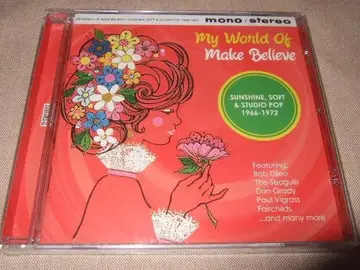 mono/stereo
My World Of
Make Believe
SUNSHINE, SOFT
& STUDIO POP
1966-1972
Featuring:
Bob Dileo
The Seagulls
Don Grady
Paul Vigrass
Fairchilds
...and many more